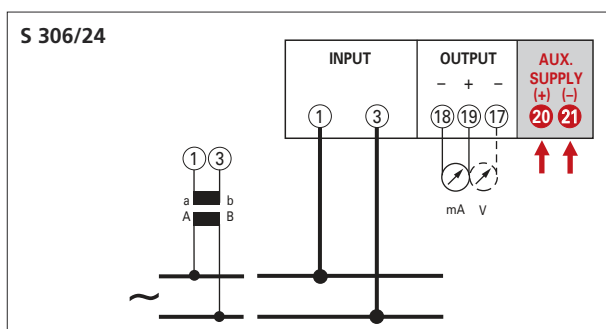 S 306/24
INPUT
OUTPUT
AUX.
SUPPLY
– + –
(+) (–)
1 3
18 19 17
20 21
1 3
mA V
a b
A B
~